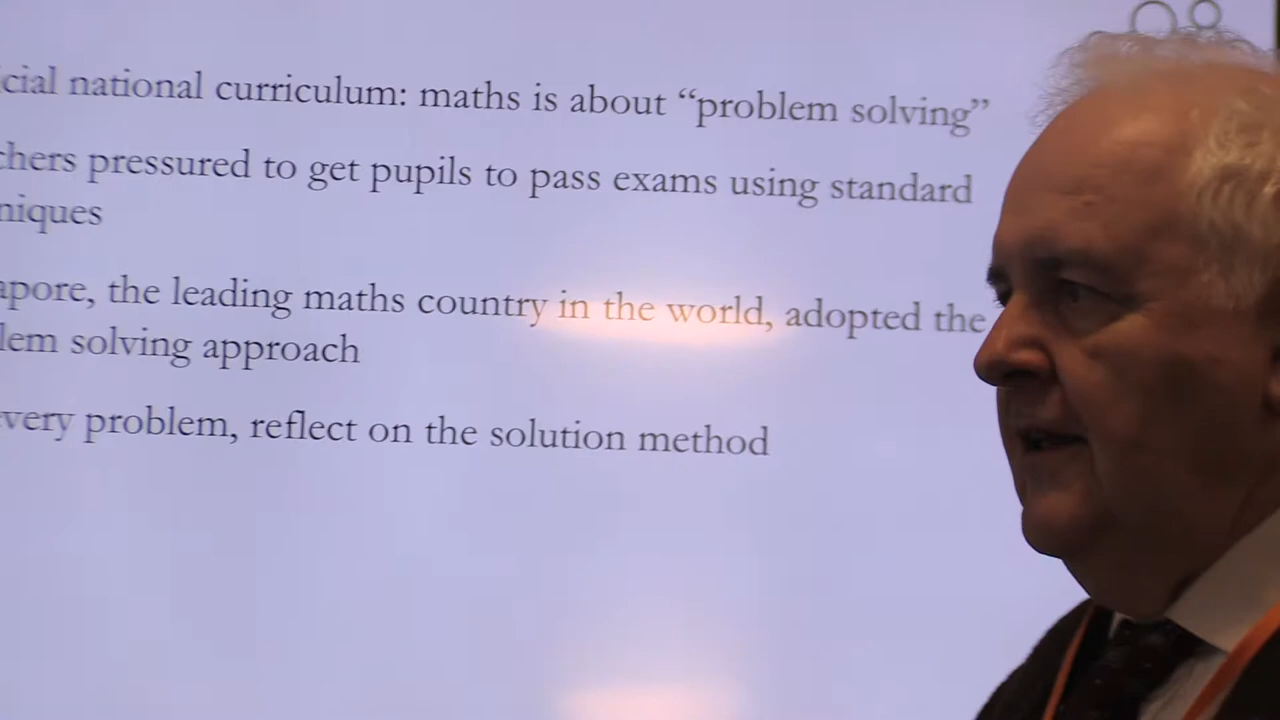 cial national curriculum: maths is about “problem solving”
chers pressured to get pupils to pass exams using standard
niques
apore, the leading maths country in the world, adopted the
lem solving approach
very problem, reflect on the solution method